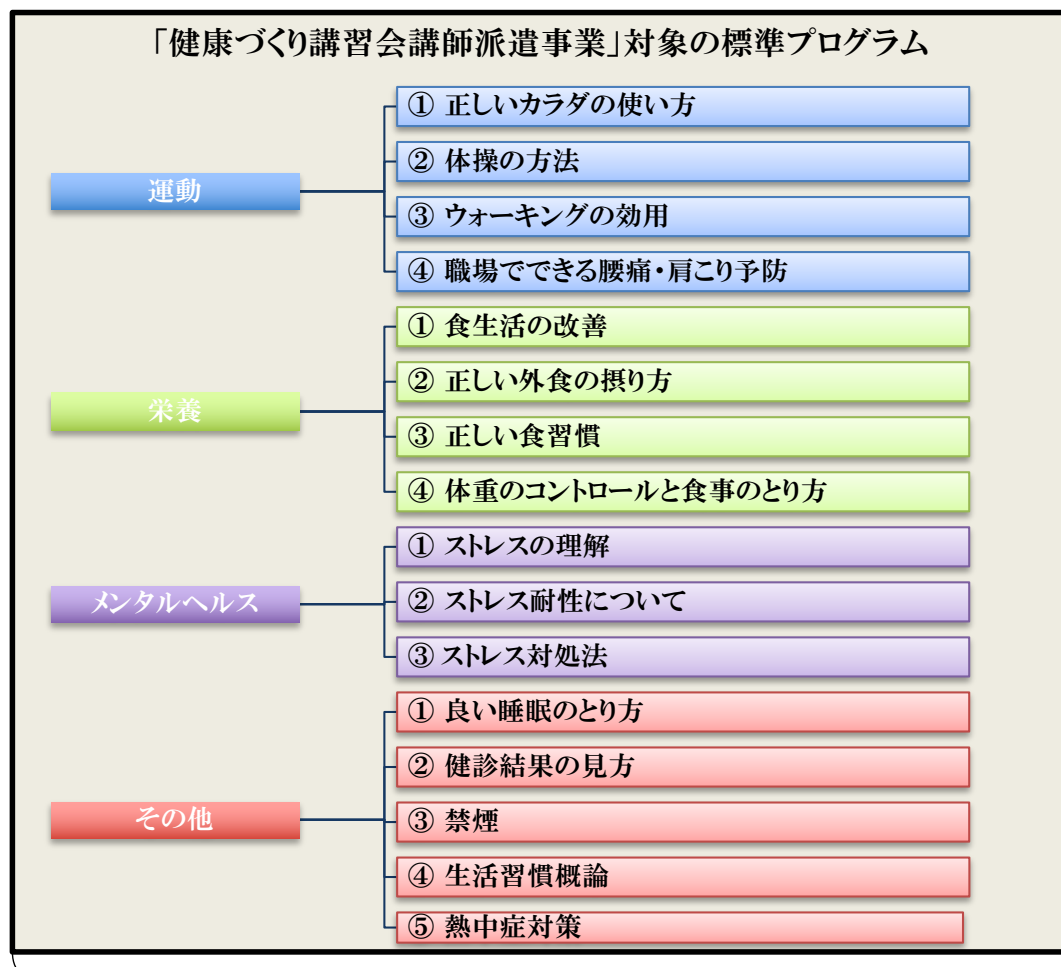 「健康づくり講習会講師派遣事業」対象の標準プログラム
運動
① 正しいカラダの使い方
② 体操の方法
③ ウォーキングの効用
④ 職場でできる腰痛・肩こり予防
栄養
① 食生活の改善
② 正しい外食の摂り方
③ 正しい食習慣
④ 体重のコントロールと食事のとり方
メンタルヘルス
① ストレスの理解
② ストレス耐性について
③ ストレス対処法
その他
① 良い睡眠のとり方
② 健診結果の見方
③ 禁煙
④ 生活習慣概論
⑤ 熱中症対策